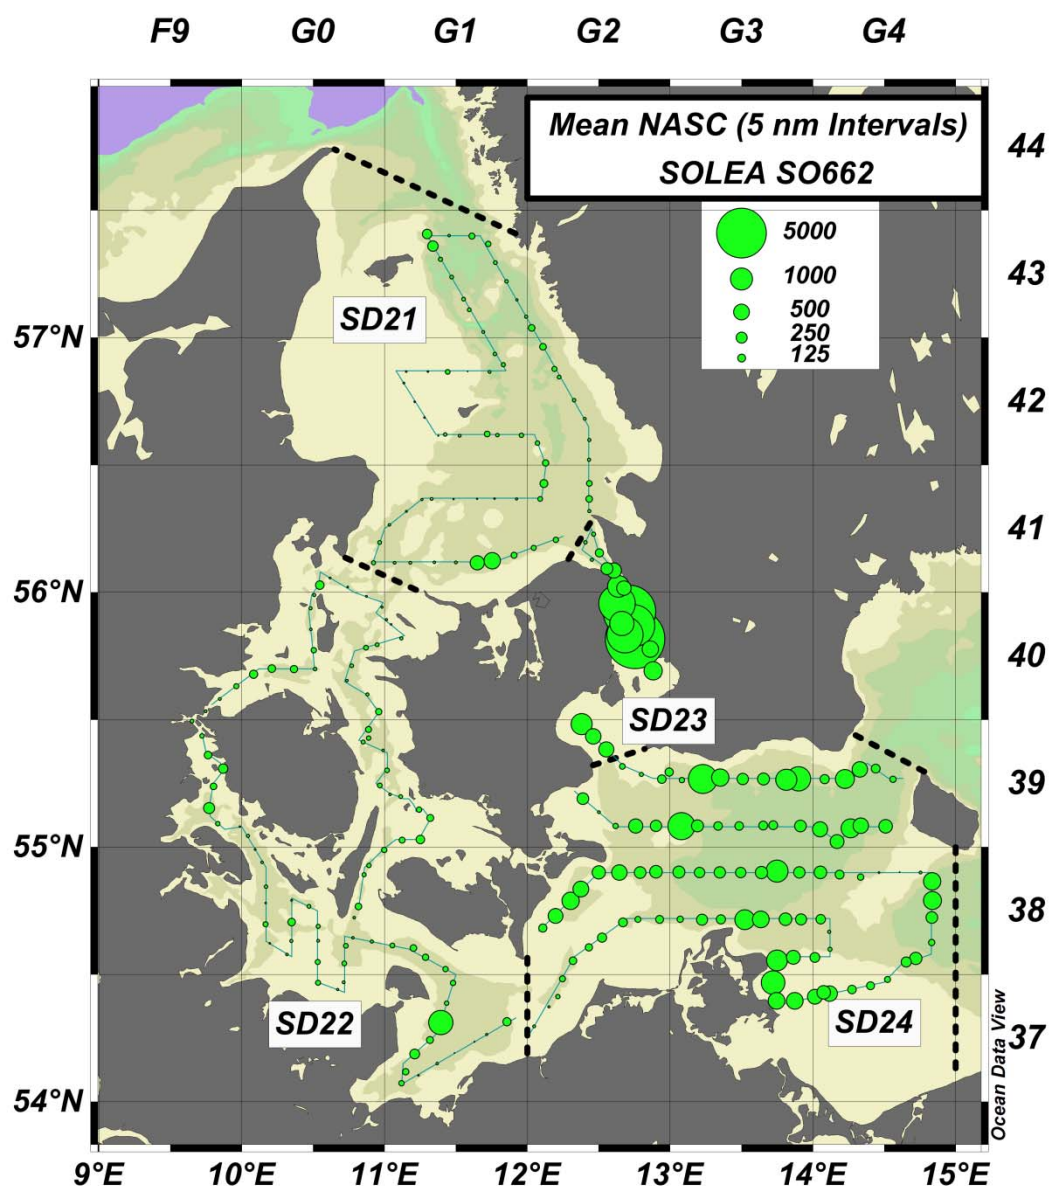 F9 G0 G1 G2 G3 G4
Mean NASC (5 nm Intervals)
SOLEA SO662
44
5000
1000
500
250
125
43
SD21
57°N
42
41
56°N
40
SD23
39
55°N
38
SD22
SD24
37
54°N
Ocean Data View
9°E 10°E 11°E 12°E 13°E 14°E 15°E